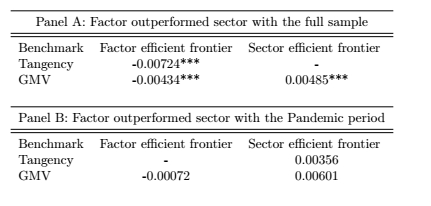 Panel A: Factor outperformed sector with the full sample
Benchmark Factor efficient frontier Sector efficient frontier
Tangency -0.00724*** -
GMV -0.00434*** 0.00485***
Panel B: Factor outperformed sector with the Pandemic period
Benchmark Factor efficient frontier Sector efficient frontier
Tangency - 0.00356
GMV -0.00072 0.00601